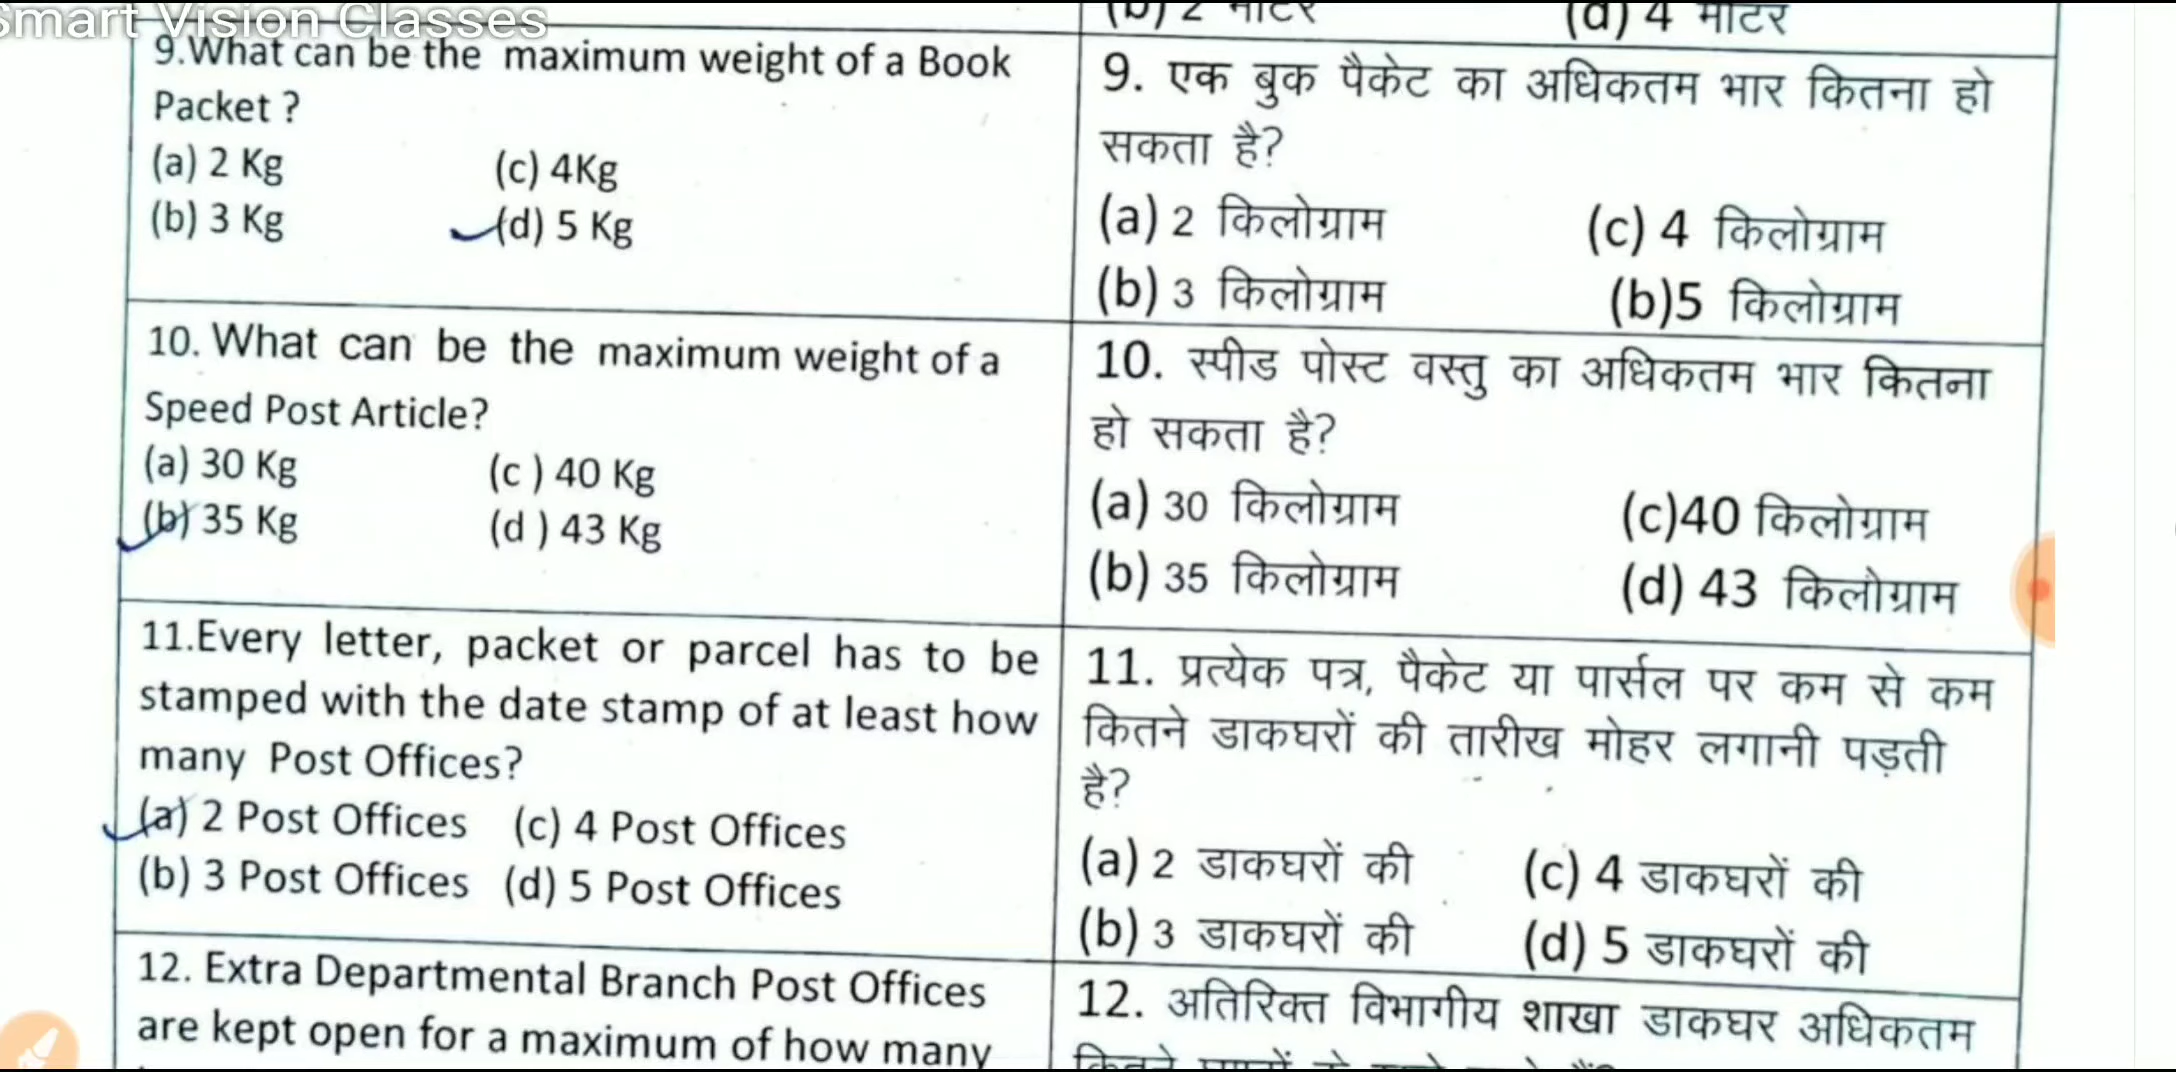 Smart Vision Classes
(b) 2 मीटर (d) 4 मीटर
9.What can be the maximum weight of a Book
Packet ?
(a) 2 Kg (c) 4Kg
(b) 3 Kg (d) 5 Kg
9. एक बुक पैकेट का अधिकतम भार कितना हो
सकता है?
(a) 2 किलोग्राम (c) 4 किलोग्राम
(b) 3 किलोग्राम (b)5 किलोग्राम
10. What can be the maximum weight of a
Speed Post Article?
(a) 30 Kg (c ) 40 Kg
(b) 35 Kg (d ) 43 Kg
10. स्पीड पोस्ट वस्तु का अधिकतम भार कितना
हो सकता है?
(a) 30 किलोग्राम (c)40 किलोग्राम
(b) 35 किलोग्राम (d) 43 किलोग्राम
11.Every letter, packet or parcel has to be
stamped with the date stamp of at least how
many Post Offices?
(a) 2 Post Offices (c) 4 Post Offices
(b) 3 Post Offices (d) 5 Post Offices
11. प्रत्येक पत्र, पैकेट या पार्सल पर कम से कम
कितने डाकघरों की तारीख मोहर लगानी पड़ती
है?
(a) 2 डाकघरों की (c) 4 डाकघरों की
(b) 3 डाकघरों की (d) 5 डाकघरों की
12. Extra Departmental Branch Post Offices
are kept open for a maximum of how many
12. अतिरिक्त विभागीय शाखा डाकघर अधिकतम
कितने